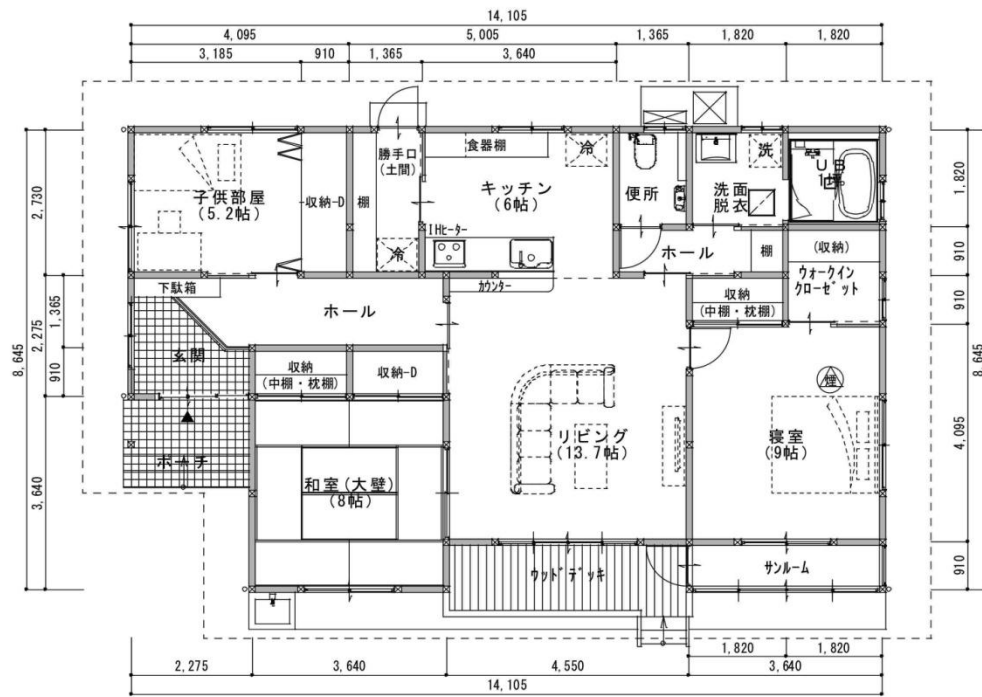 14,105
4,095
5,005
1,365
1,820
1,820
3,185
910
1,365
3,640
8,645
2,730
2,275
1,365
910
3,640
1,820
910
910
4,095
910
8,645
子供部屋
(5.2帖)
収納-D
棚
勝手口
(土間)
冷
食器棚
冷
キッチン
(6帖)
IHヒーター
カウンター
便所
洗面
脱衣
洗
UB
1坪
ホール
棚
(収納)
ウォークイン
クローゼット
収納
(中棚・枕棚)
下駄箱
ホール
玄関
収納
(中棚・枕棚)
収納-D
ポーチ
和室(大壁)
(8帖)
リビング
(13.7帖)
煙
寝室
(9帖)
ウッドデッキ
サンルーム
2,275
3,640
4,550
1,820
1,820
3,640
14,105